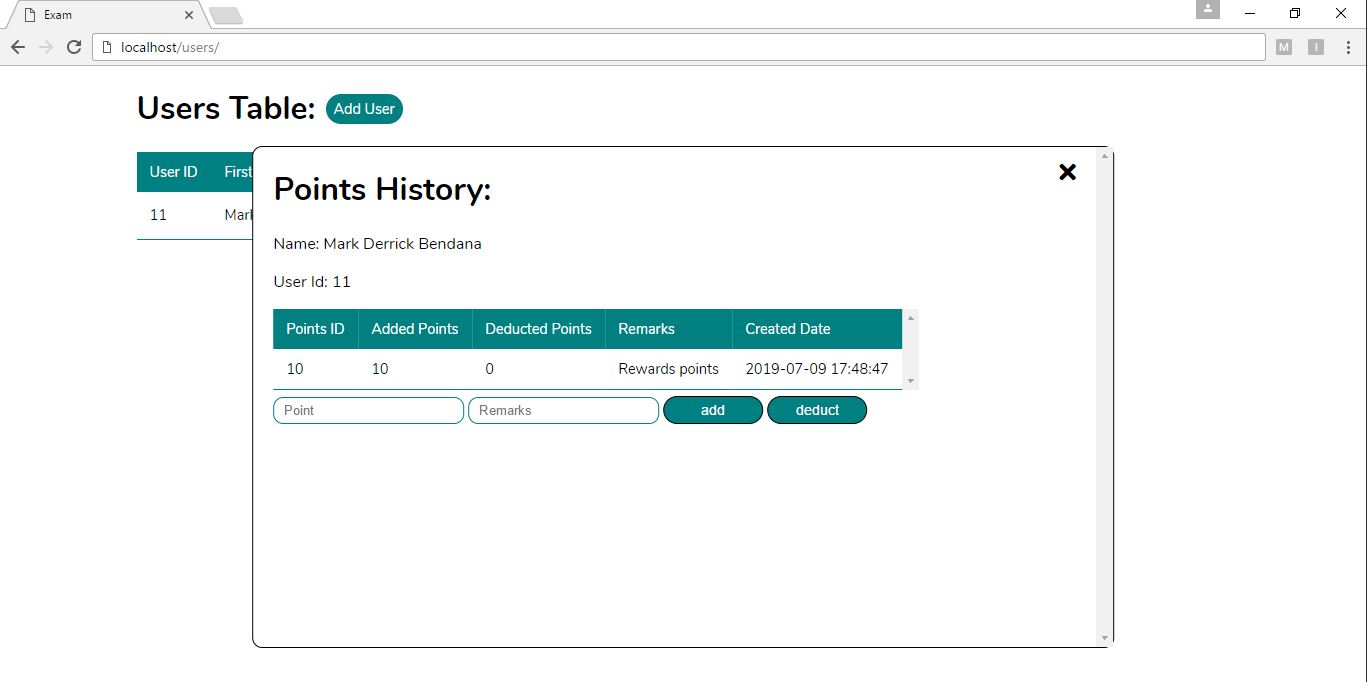 Exam
localhost/users/
M I
Users Table: Add User
User ID First
11 Mark
Points History:
Name: Mark Derrick Bendana
User Id: 11
Points ID Added Points Deducted Points Remarks Created Date
10 10 0 Rewards points 2019-07-09 17:48:47
Point Remarks add deduct